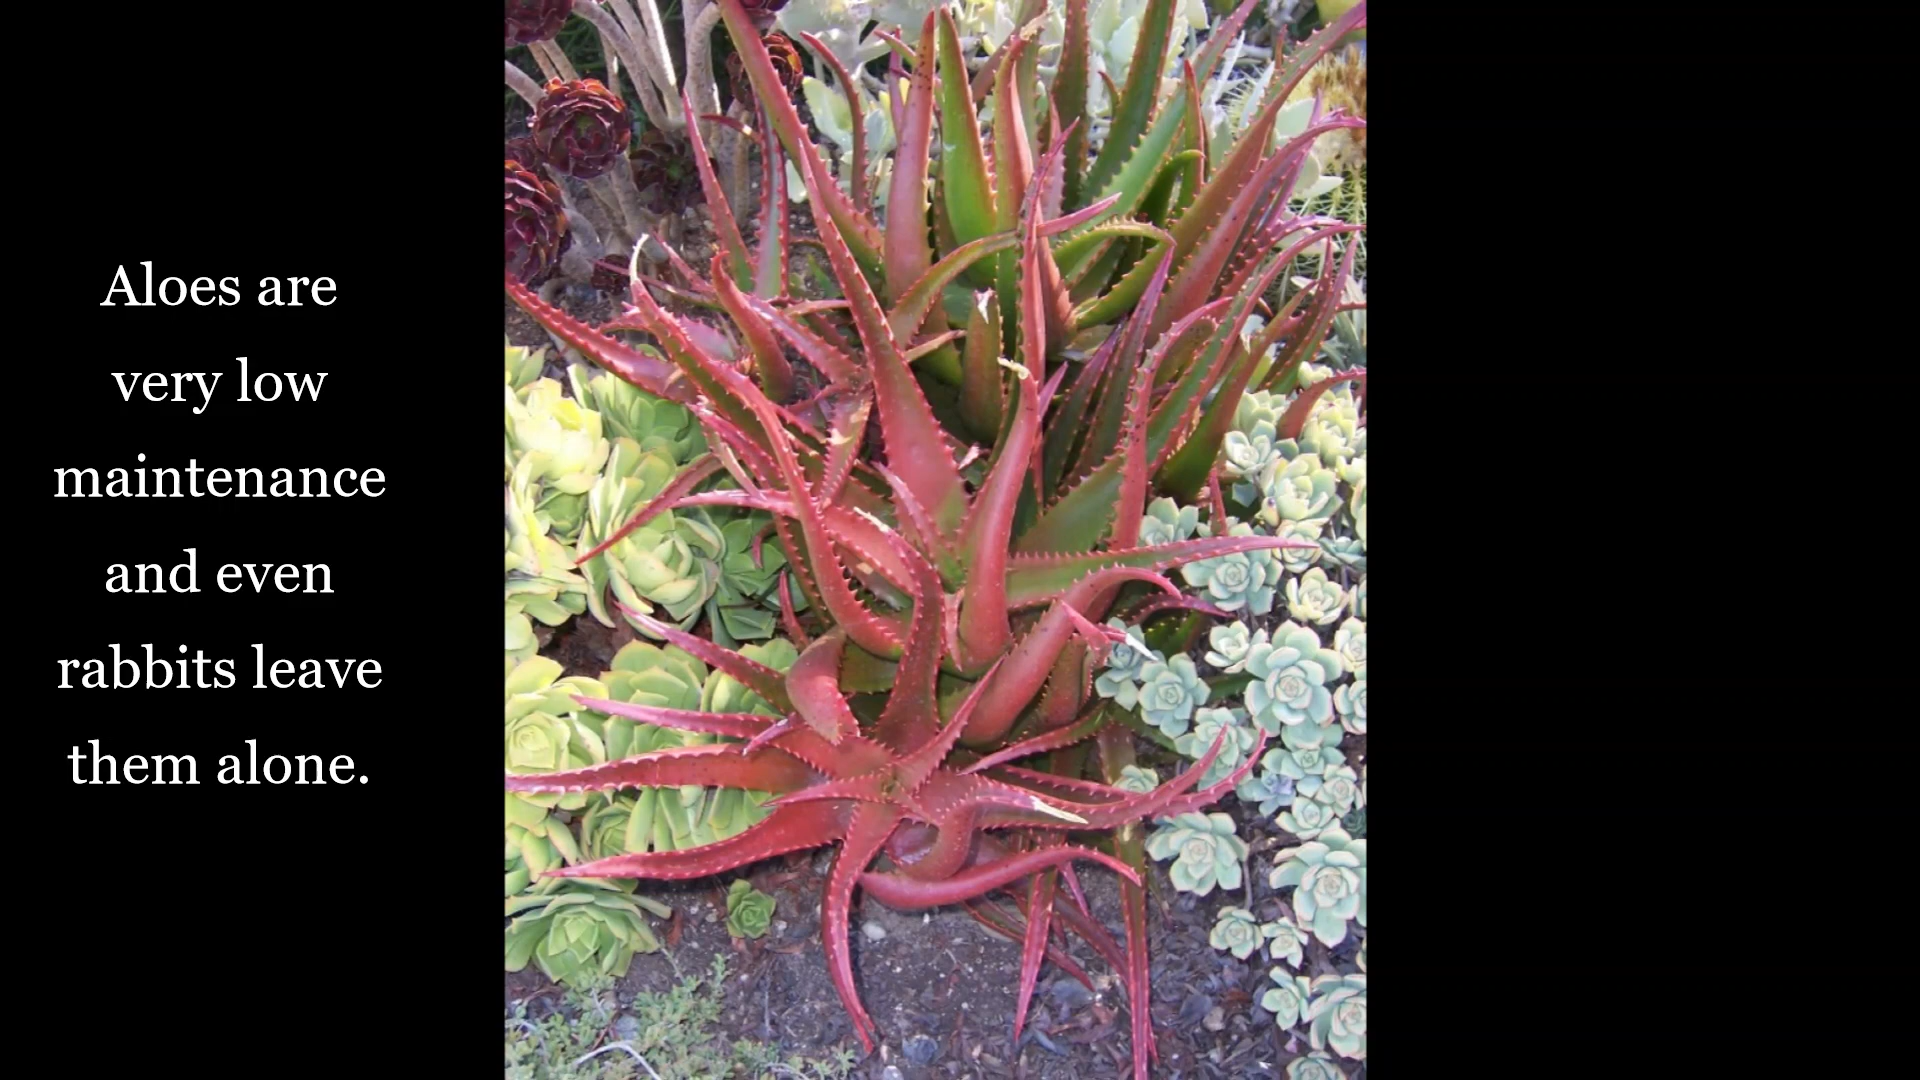 Aloes are
very low
maintenance
and even
rabbits leave
them alone.